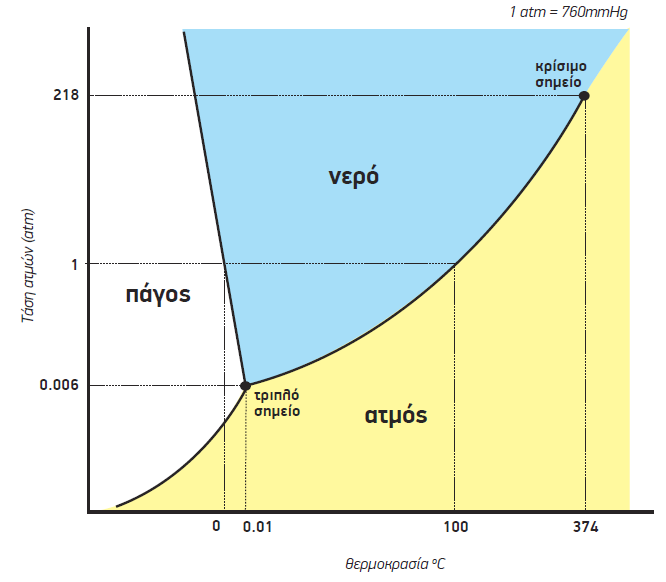 1 atm = 760mmHg
κρίσιμο
σημείο
218
νερό
Τάση ατμών (atm)
1
πάγος
0.006
τριπλό
σημείο
ατμός
0 0.01 100 374
θερμοκρασία ºC